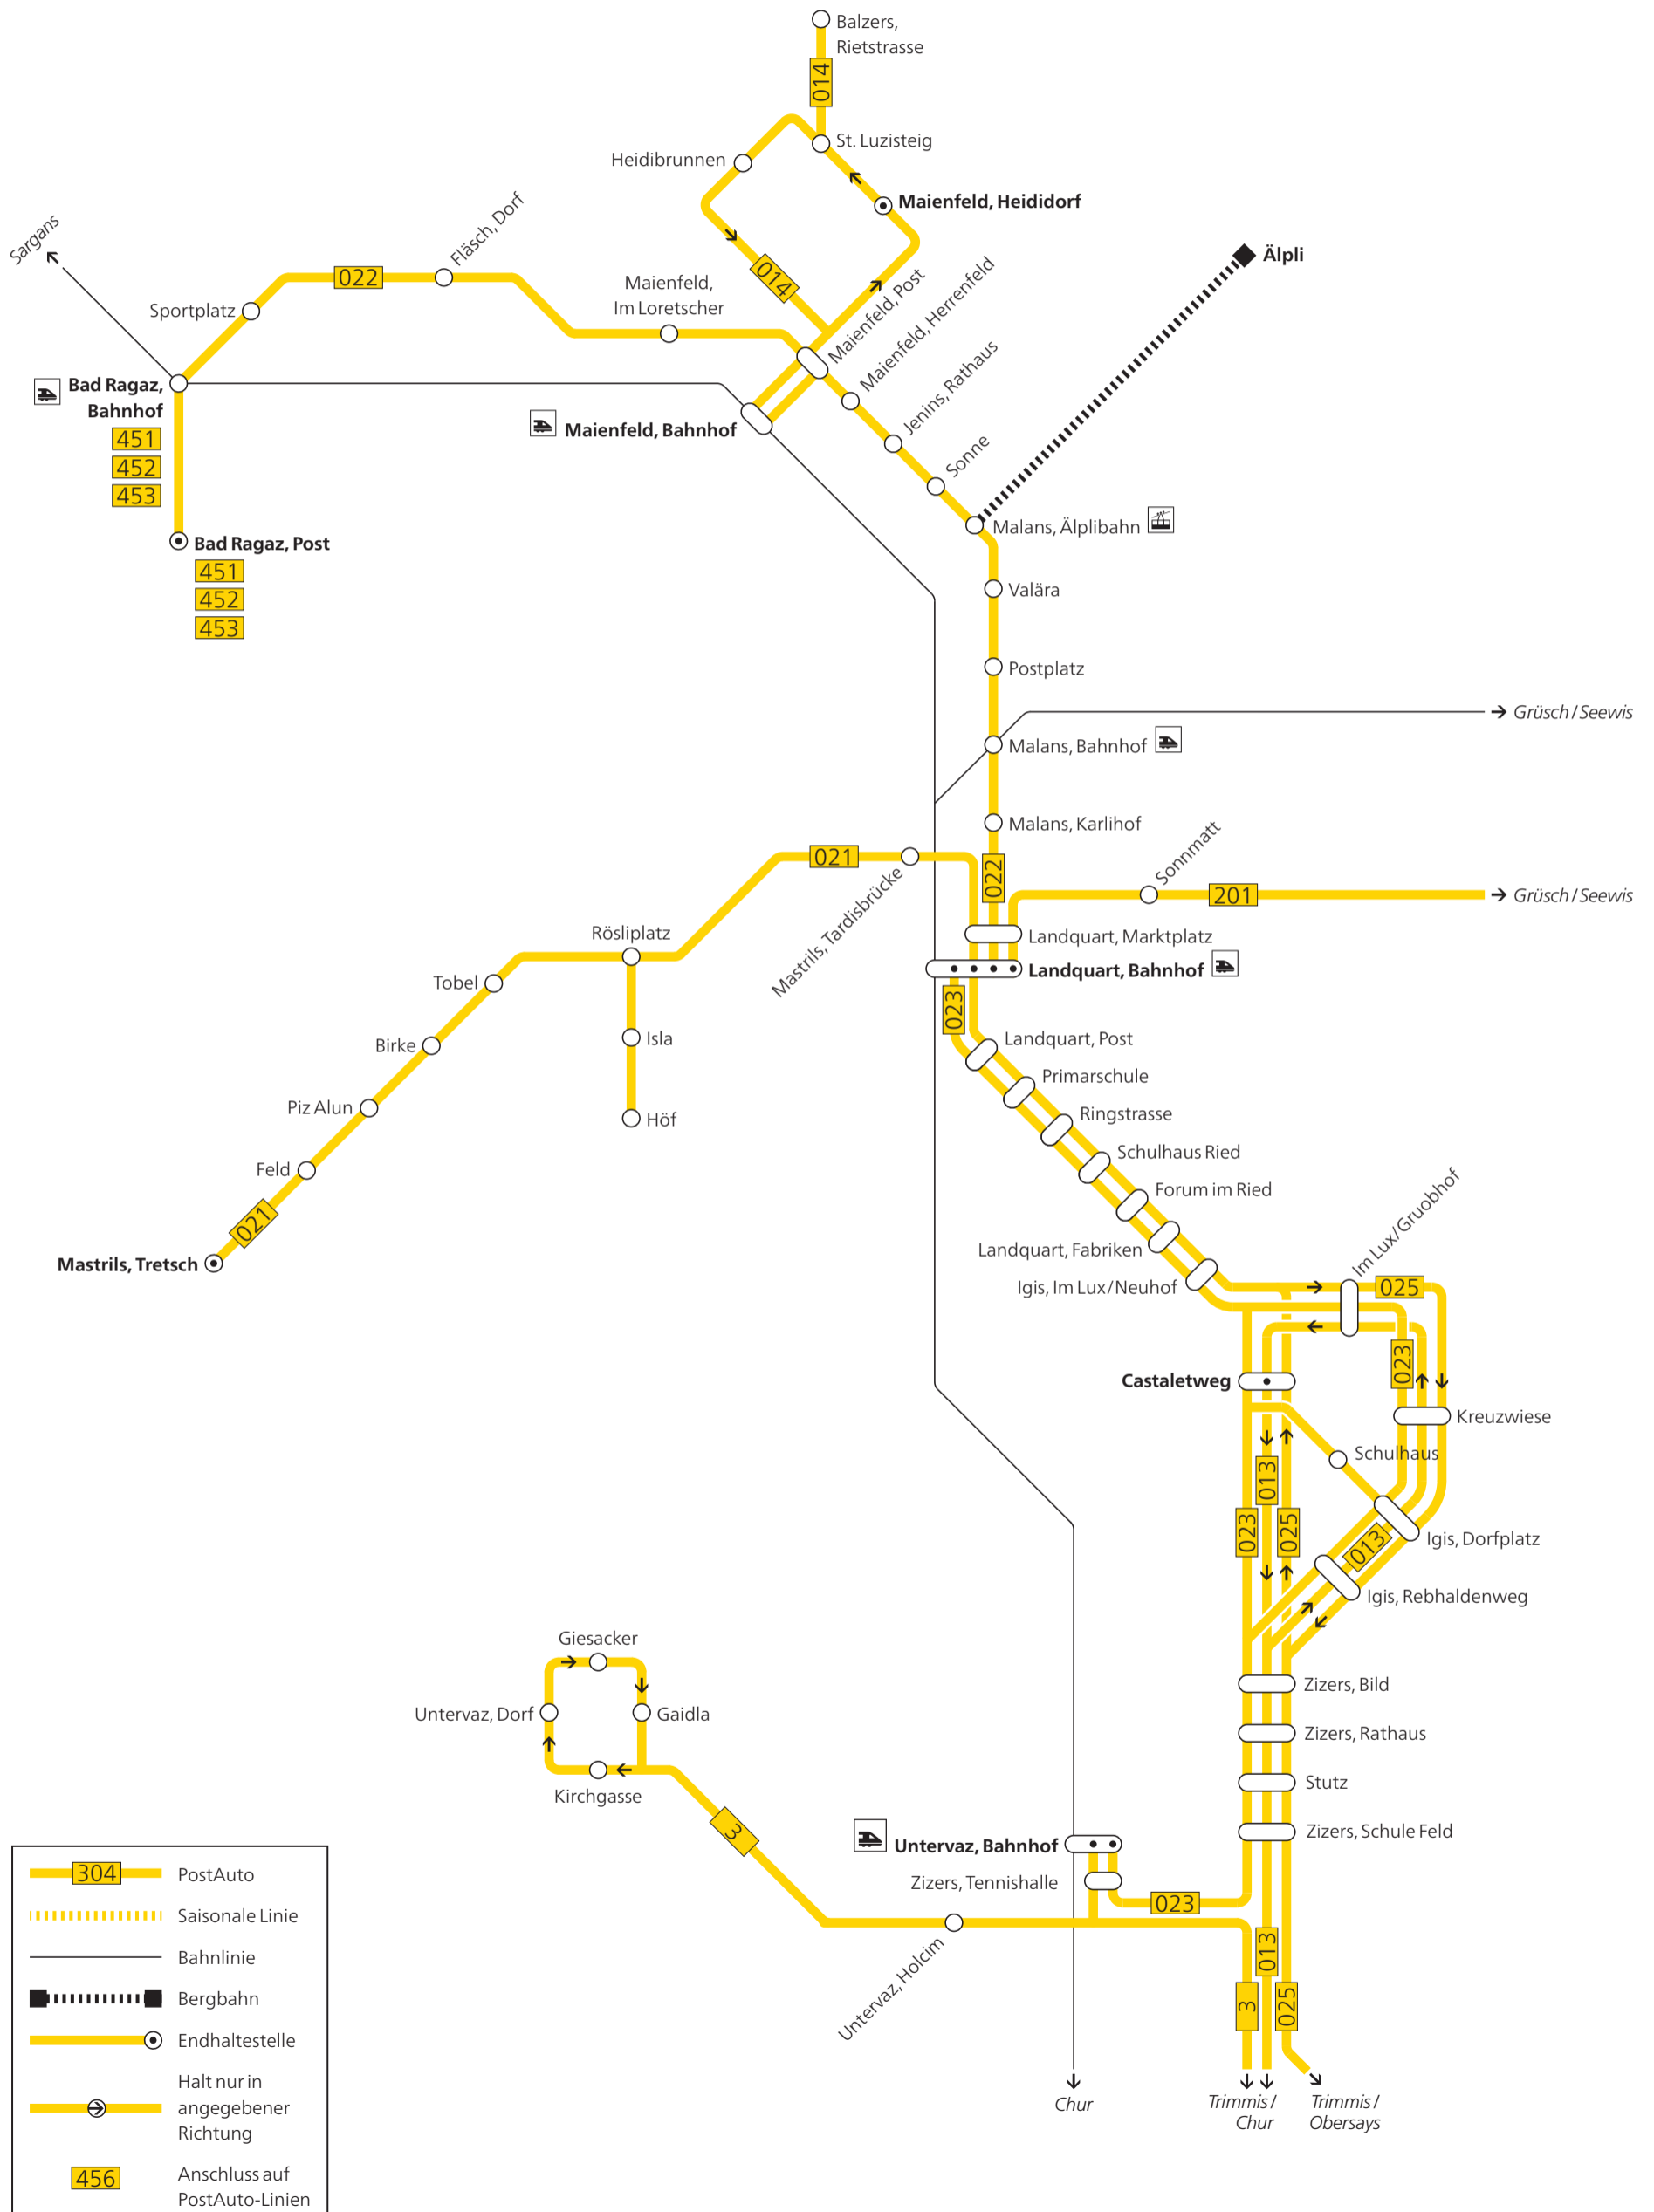 Balzers,
Rietstrasse
014
St. Luzisteig
Heidibrunnen
Maienfeld, Heididorf
Sargans
Fläsch, Dorf
Älpli
022
014
Maienfeld, Post
Maienfeld, Herrenfeld
Maienfeld,
Im Loretscher
Sportplatz
Jenins, Rathaus
Bad Ragaz,
Bahnhof
451
452
453
Maienfeld, Bahnhof
Sonne
Malans, Älplibahn
Bad Ragaz, Post
451
452
453
Valära
Postplatz
Grüsch / Seewis
Malans, Bahnhof
Malans, Karlihof
021
Mastrils, Tardisbrücke
022
Sonnmatt
201
Grüsch / Seewis
Rösliplatz
Landquart, Marktplatz
Landquart, Bahnhof
Tobel
023
Birke
Isla
Landquart, Post
Primarschule
Piz Alun
Höf
Ringstrasse
Schulhaus Ried
Feld
Forum im Ried
021
Im Lux/Gruobhof
Landquart, Fabriken
Mastrils, Tretsch
Igis, Im Lux/Neuhof
025
023
Castaletweg
Kreuzwiese
Schulhaus
013
023
025
013
Igis, Dorfplatz
Igis, Rebhaldenweg
Giesacker
Zizers, Bild
Untervaz, Dorf
Gaidla
Zizers, Rathaus
Kirchgasse
Stutz
3
Zizers, Schule Feld
Untervaz, Bahnhof
Zizers, Tennishalle
023
Untervaz, Holcim
013
3
025
Chur
Trimmis /
Chur
Trimmis /
Obersays
304
PostAuto
Saisonale Linie
Bahnlinie
Bergbahn
Endhaltestelle
Halt nur in
angegebener
Richtung
456
Anschluss auf
PostAuto-Linien